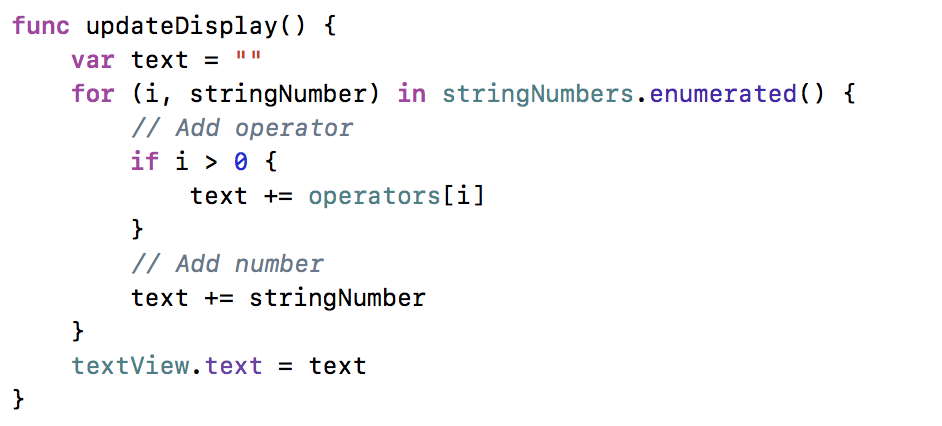 func updateDisplay() {
    var text = ""
    for (i, stringNumber) in stringNumbers.enumerated() {
        // Add operator
        if i > 0 {
            text += operators[i]
        }
        // Add number
        text += stringNumber
    }
    textView.text = text
}